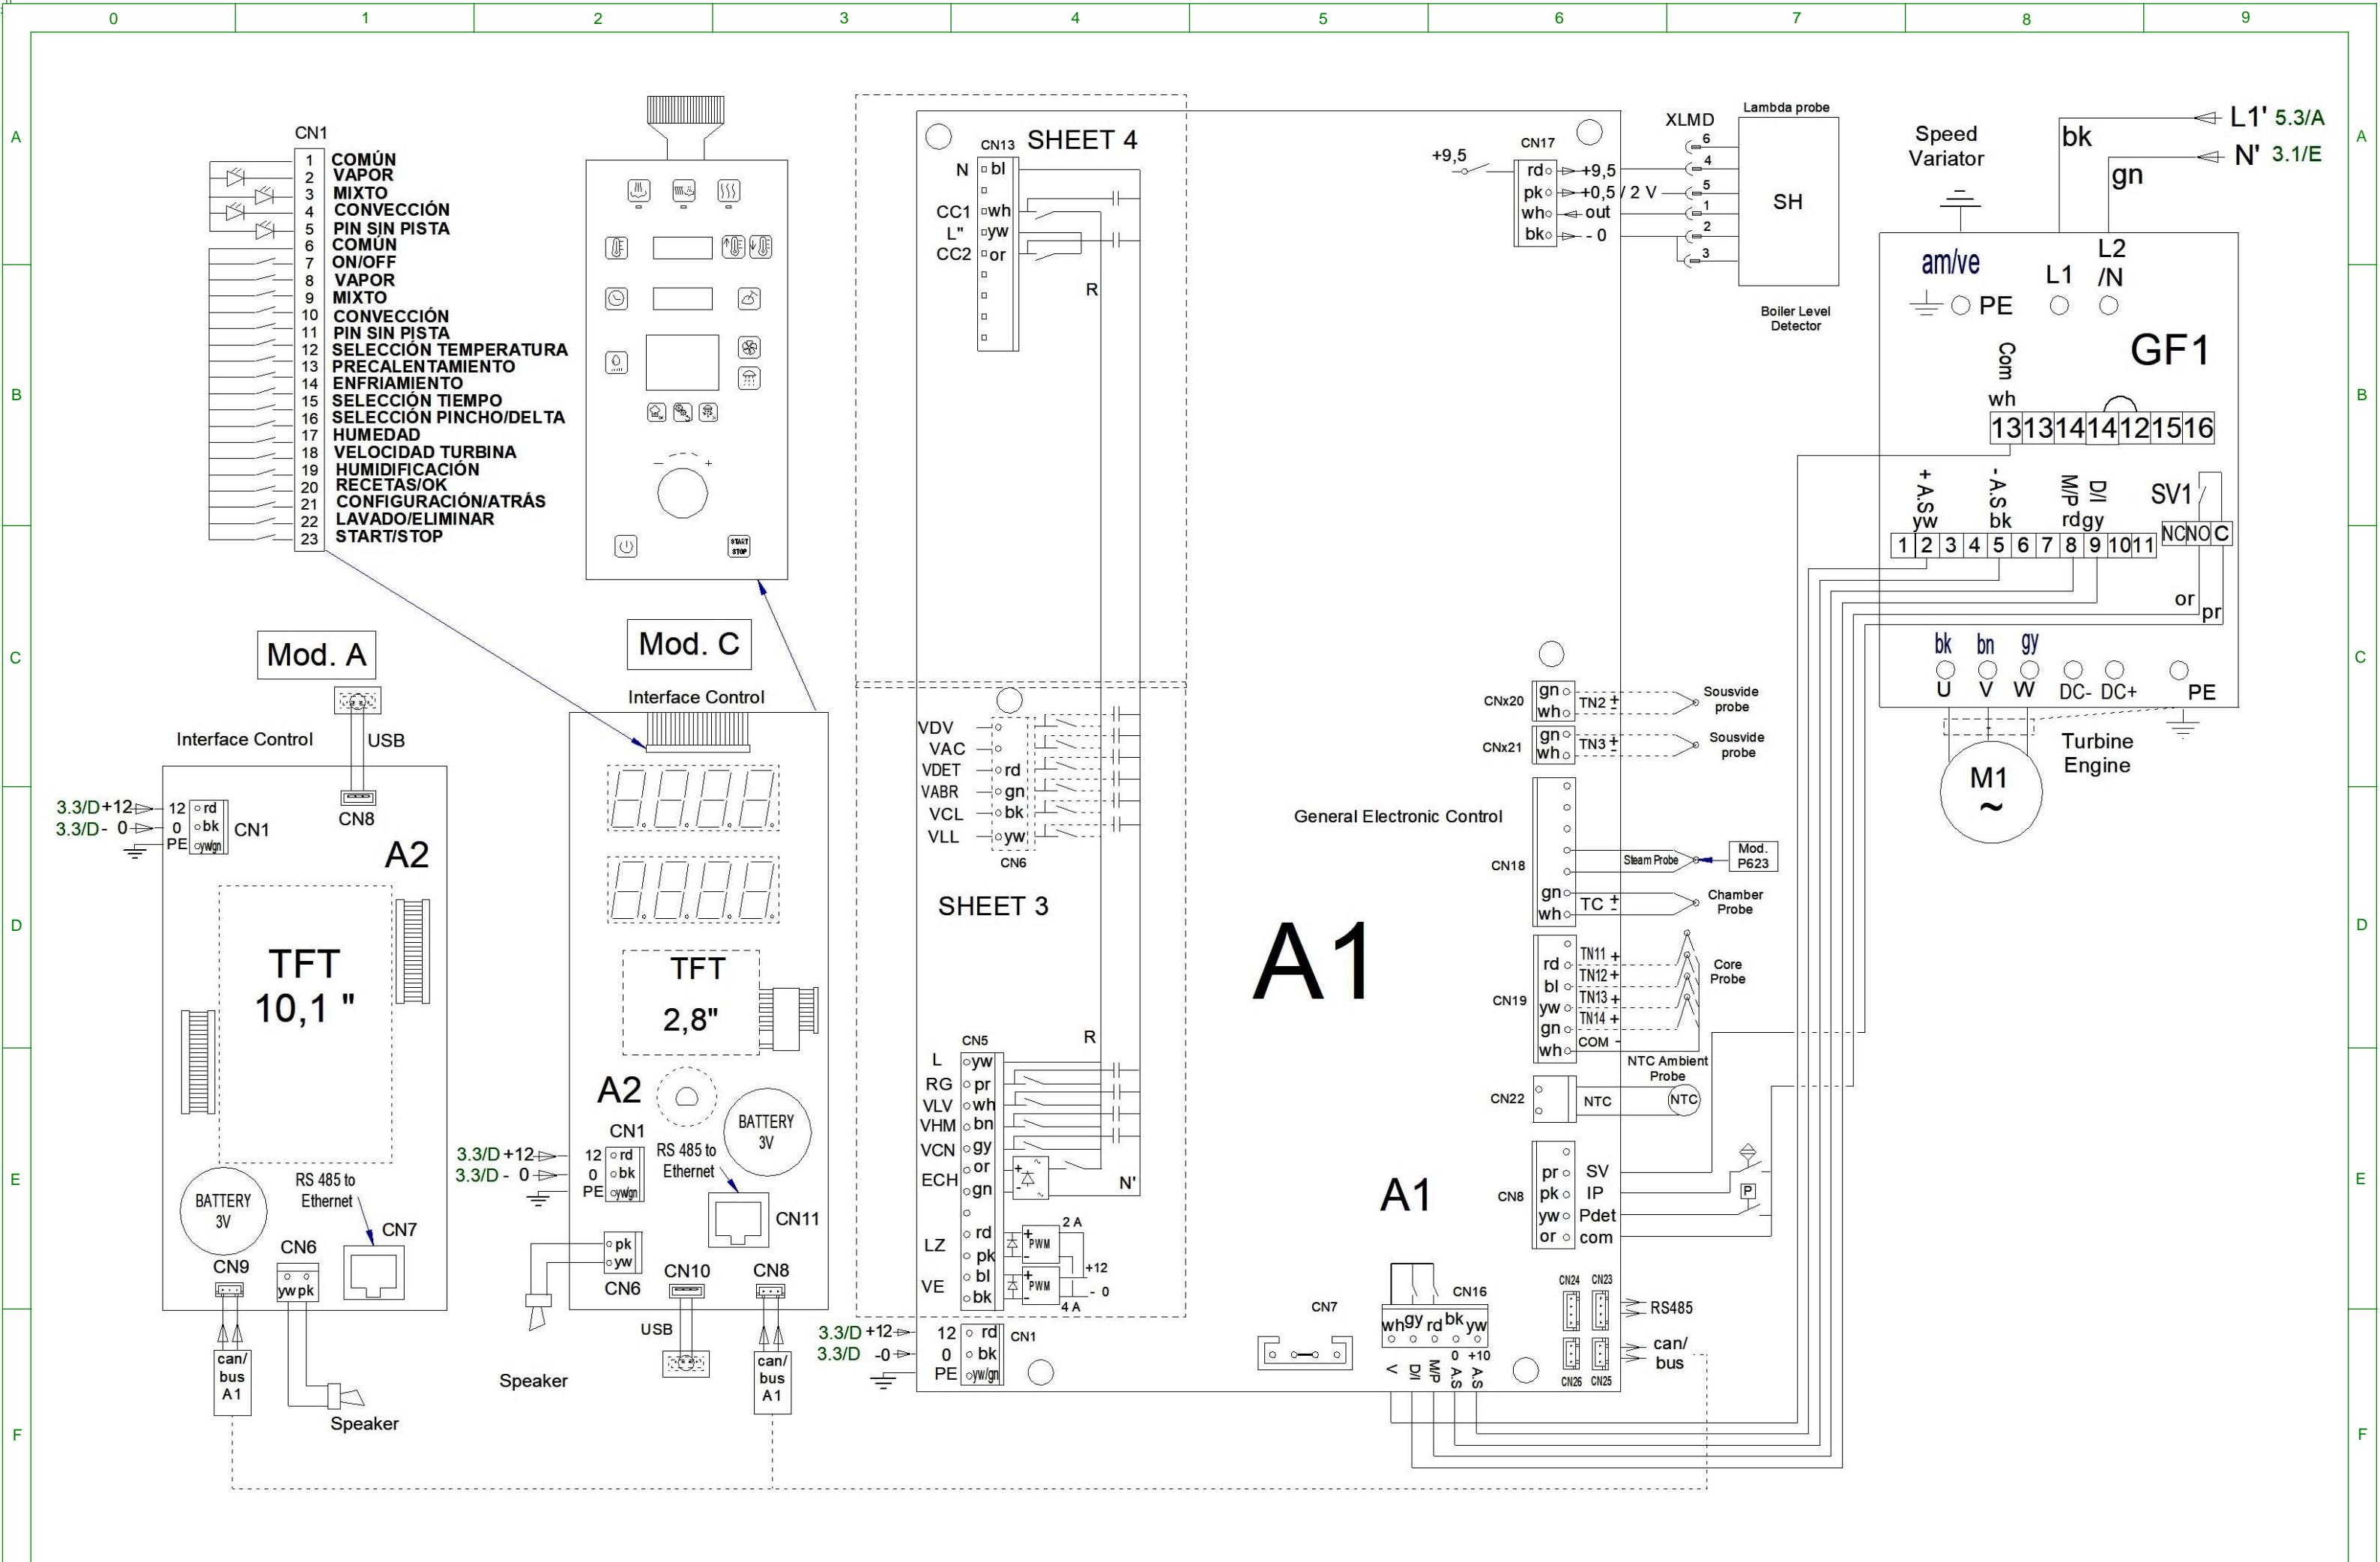 0 1 2 3 4 5 6 7 8 9
A
B
C
D
E
F
CN1
1 COMÚN
2 VAPOR
3 MIXTO
4 CONVECCIÓN
5 PIN SIN PISTA
6 COMÚN
7 ON/OFF
8 VAPOR
9 MIXTO
10 CONVECCIÓN
11 PIN SIN PISTA
12 SELECCIÓN TEMPERATURA
13 PRECALENTAMIENTO
14 ENFRIAMIENTO
15 SELECCIÓN TIEMPO
16 SELECCIÓN PINCHO/DELTA
17 HUMEDAD
18 VELOCIDAD TURBINA
19 HUMIDIFICACIÓN
20 RECETAS/OK
21 CONFIGURACIÓN/ATRÁS
22 LAVADO/ELIMINAR
23 START/STOP
- +
START
STOP
Mod. A
Interface Control
USB
CN8
3.3/D +12 12 rd
3.3/D - 0 0 bk
PE yw/gn
CN1
A2
TFT
10,1 "
BATTERY
3V
RS 485 to
Ethernet
CN7
CN6
yw pk
CN9
can/
bus
A1
Speaker
Mod. C
Interface Control
TFT
2,8"
A2
BATTERY
3V
CN1
3.3/D +12 12 rd
3.3/D - 0 0 bk
PE yw/gn
RS 485 to
Ethernet
CN11
pk
yw
CN6
CN10
CN8
USB
Speaker
can/
bus
A1
SHEET 4
CN13
N bl
CC1 wh
L" yw
CC2 or
R
VDV
VAC
VDET rd
VABR gn
VCL bk
VLL yw
CN6
SHEET 3
CN5
R
L yw
RG pr
VLV wh
VHM bn
VCN gy
ECH or
gn
+ ~
- ~
N'
LZ rd
pk
+ PWM -
2 A
VE bl
bk
+ PWM -
4 A
+12
- 0
3.3/D +12 12 rd
3.3/D -0 0 bk
PE yw/gn
CN1
General Electronic Control
A1
A1
+9,5
CN17
rd +9,5
pk +0,5 / 2 V
wh out
bk - 0
XLMD
6
4
5
1
2
3
Lambda probe
SH
Boiler Level
Detector
CNx20
gn
wh
TN2 + -
Sousvide
probe
CNx21
gn
wh
TN3 + -
Sousvide
probe
CN18
Steam Probe
Mod.
P623
gn
wh
TC + -
Chamber
Probe
CN19
rd TN11 +
bl TN12 +
yw TN13 +
gn TN14 +
wh COM -
Core
Probe
NTC Ambient
Probe
CN22
NTC
NTC
CN8
pr SV
pk IP
yw Pdet
or com
P
CN7
CN16
wh gy rd bk yw
0 +10
V D/I M/P A.S A.S
CN24 CN23
RS485
can/
bus
CN26 CN25
Speed
Variator
L1' 5.3/A
bk
N' 3.1/E
gn
am/ve
PE
L1
L2
/N
GF1
Com
wh
13 13 14 14 12 15 16
+ A.S
yw
- A.S
bk
M/P
rd
D/I
gy
SV1
NC NO C
1 2 3 4 5 6 7 8 9 10 11
or
pr
bk bn gy
U V W DC- DC+ PE
Turbine
Engine
M1
~
A
B
C
D
E
F